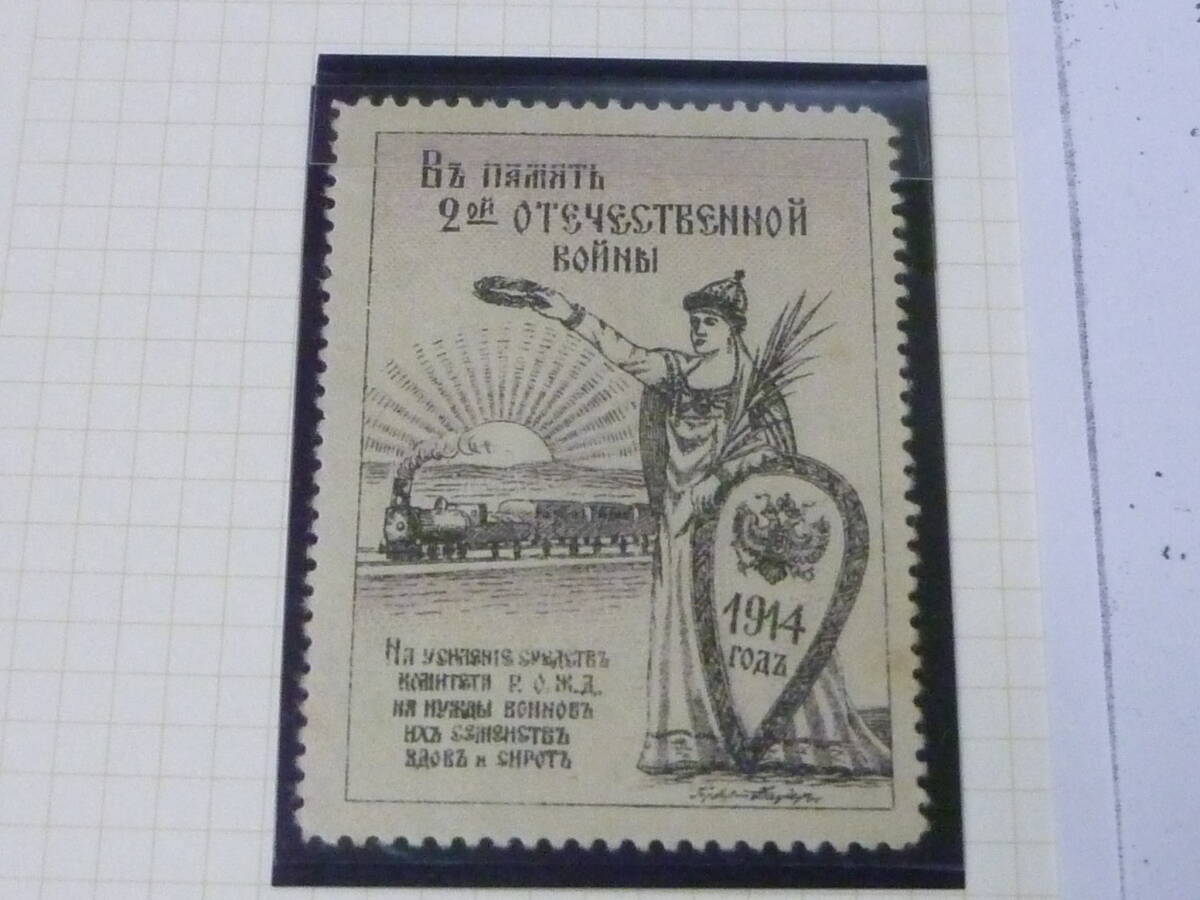 Въ память
2ой отечественной
войны
1914
годъ
На усиленіе средствъ
комитета Р. О. Ж. Д.
на нужды воиновъ
ихъ семействъ
вдовъ и сиротъ